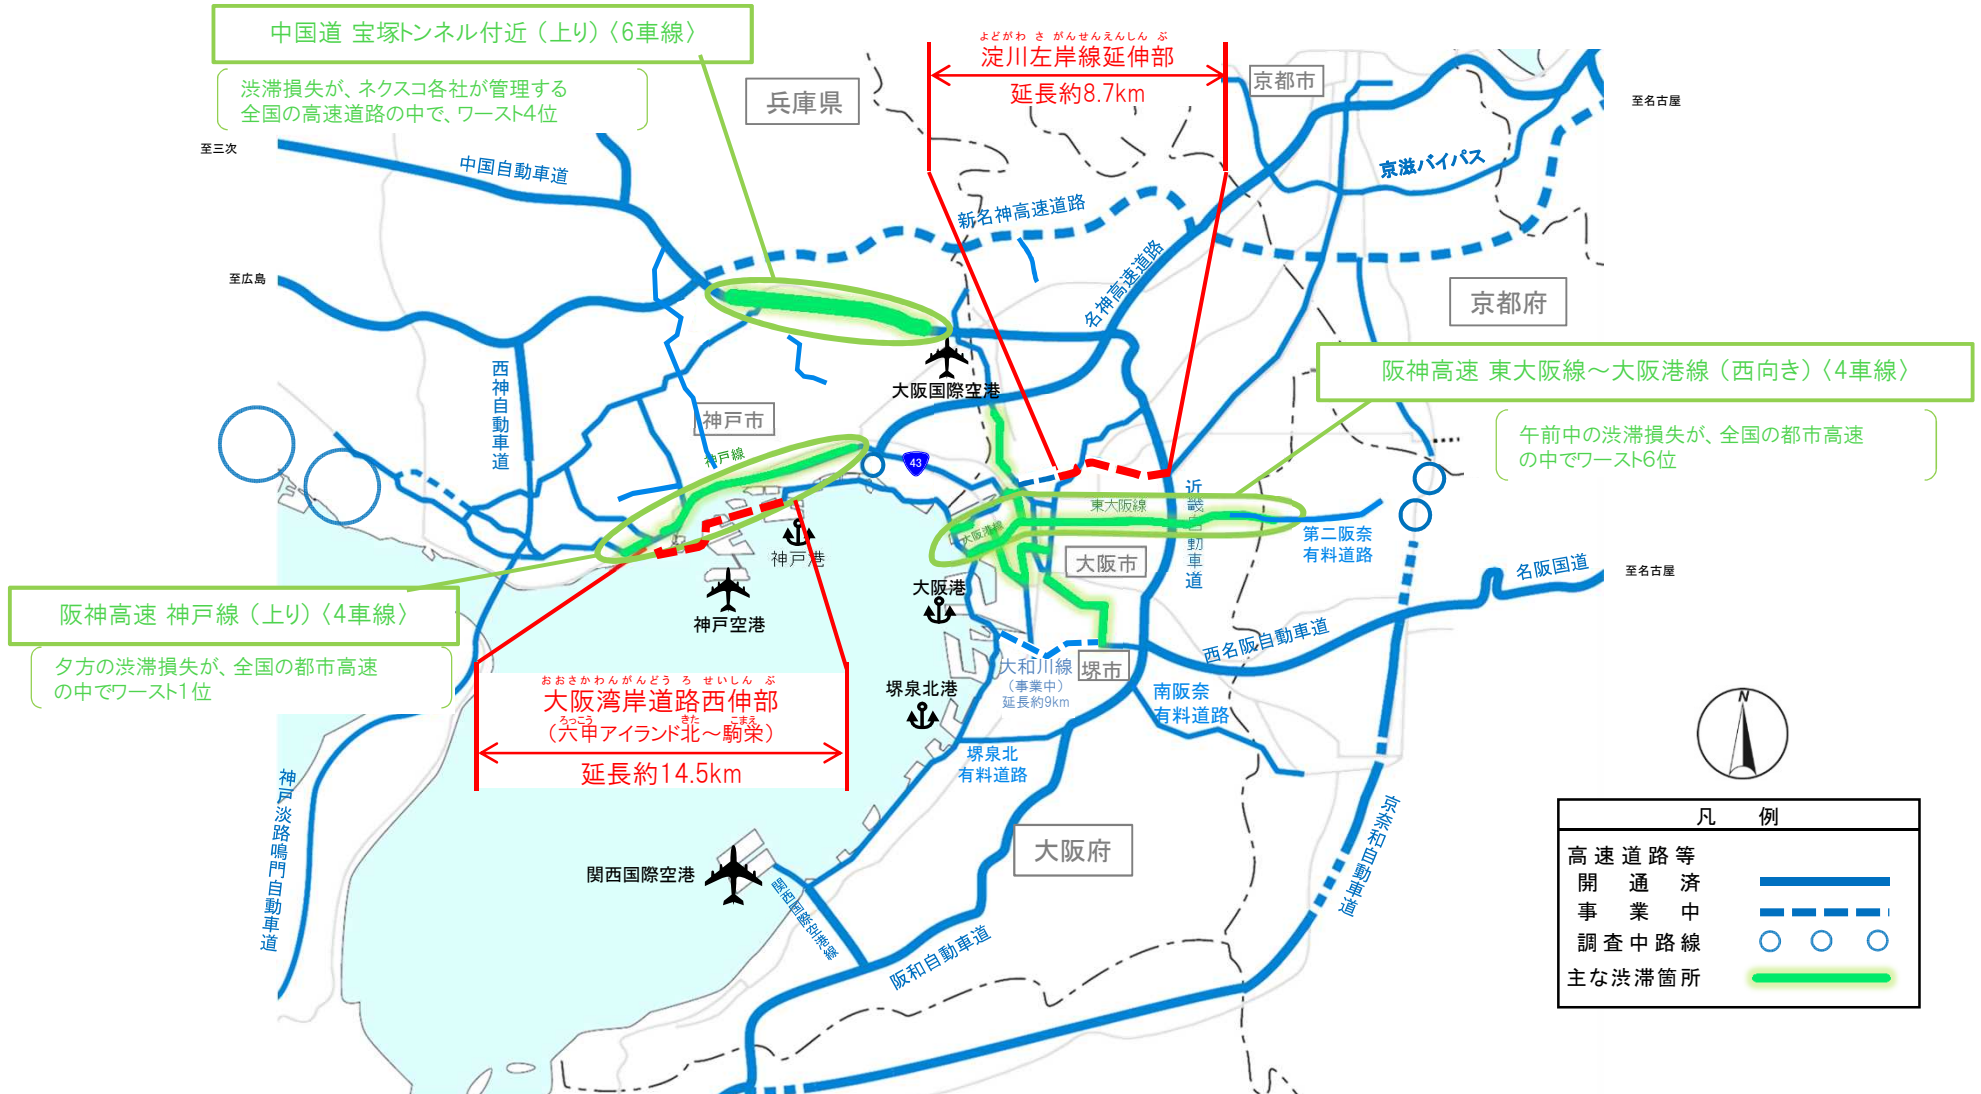 中国道 宝塚トンネル付近（上り）〈6車線〉
渋滞損失が、ネクスコ各社が管理する
全国の高速道路の中で、ワースト4位
よどがわ さ がんせんえんしん ぶ
淀川左岸線延伸部
延長約8.7km
兵庫県
京都市
至名古屋
至三次
中国自動車道
京滋バイパス
新名神高速道路
名神高速道路
至広島
京都府
西神自動車道
大阪国際空港
阪神高速 東大阪線～大阪港線（西向き）〈4車線〉
午前中の渋滞損失が、全国の都市高速
の中でワースト6位
神戸市
神戸線
43
東大阪線
大阪港線
近畿自動車道
第二阪奈
有料道路
神戸港
大阪市
大阪港
名阪国道
至名古屋
阪神高速 神戸線（上り）〈4車線〉
夕方の渋滞損失が、全国の都市高速
の中でワースト1位
神戸空港
西名阪自動車道
大和川線
（事業中）
延長約9km
堺市
おおさかわんがんどう ろ せいしん ぶ
大阪湾岸道路西伸部
ろっこう きた こまえ
（六甲アイランド北～駒栄）
延長約14.5km
堺泉北港
南阪奈
有料道路
堺泉北
有料道路
N
神戸淡路鳴門自動車道
京奈和自動車道
大阪府
関西国際空港
関西国際空港線
阪和自動車道
凡 例
高速道路等
開 通 済
事 業 中
調査中路線
主な渋滞箇所